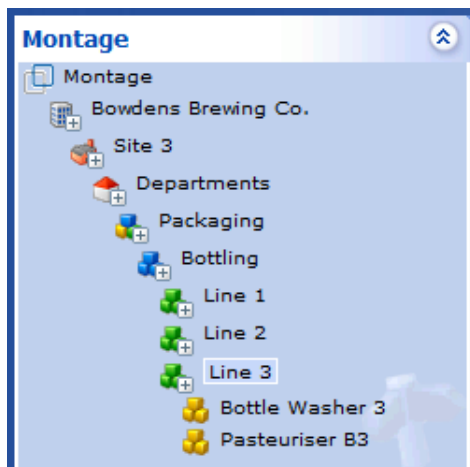 Montage
Montage
Bowdens Brewing Co.
Site 3
Departments
Packaging
Bottling
Line 1
Line 2
Line 3
Bottle Washer 3
Pasteuriser B3